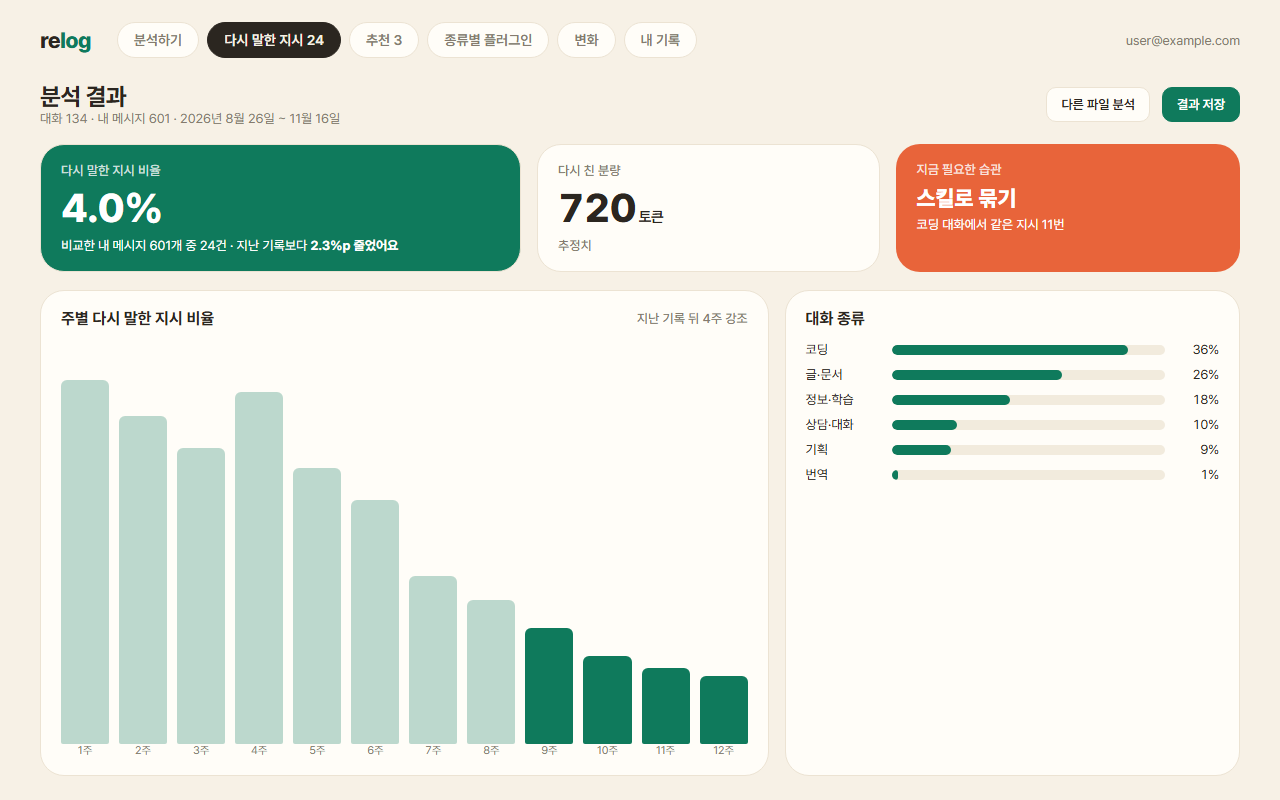 relog
분석하기
다시 말한 지시 24
추천 3
종류별 플러그인
변화
내 기록
user@example.com
분석 결과
대화 134 · 내 메시지 601 · 2026년 8월 26일 ~ 11월 16일
다른 파일 분석
결과 저장
다시 말한 지시 비율
4.0%
비교한 내 메시지 601개 중 24건 · 지난 기록보다 2.3%p 줄었어요
다시 친 분량
720토큰
추정치
지금 필요한 습관
스킬로 묶기
코딩 대화에서 같은 지시 11번
주별 다시 말한 지시 비율
지난 기록 뒤 4주 강조
1주
2주
3주
4주
5주
6주
7주
8주
9주
10주
11주
12주
대화 종류
코딩 36%
글·문서 26%
정보·학습 18%
상담·대화 10%
기획 9%
번역 1%